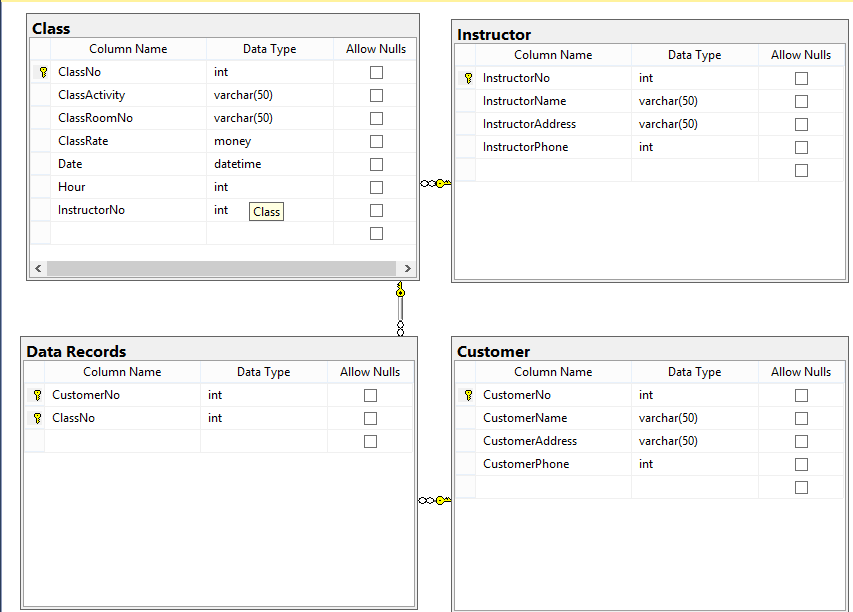 Class
Column Name Data Type Allow Nulls
ClassNo int
ClassActivity varchar(50)
ClassRoomNo varchar(50)
ClassRate money
Date datetime
Hour int
InstructorNo int
Class
Instructor
Column Name Data Type Allow Nulls
InstructorNo int
InstructorName varchar(50)
InstructorAddress varchar(50)
InstructorPhone int
Data Records
Column Name Data Type Allow Nulls
CustomerNo int
ClassNo int
Customer
Column Name Data Type Allow Nulls
CustomerNo int
CustomerName varchar(50)
CustomerAddress varchar(50)
CustomerPhone int